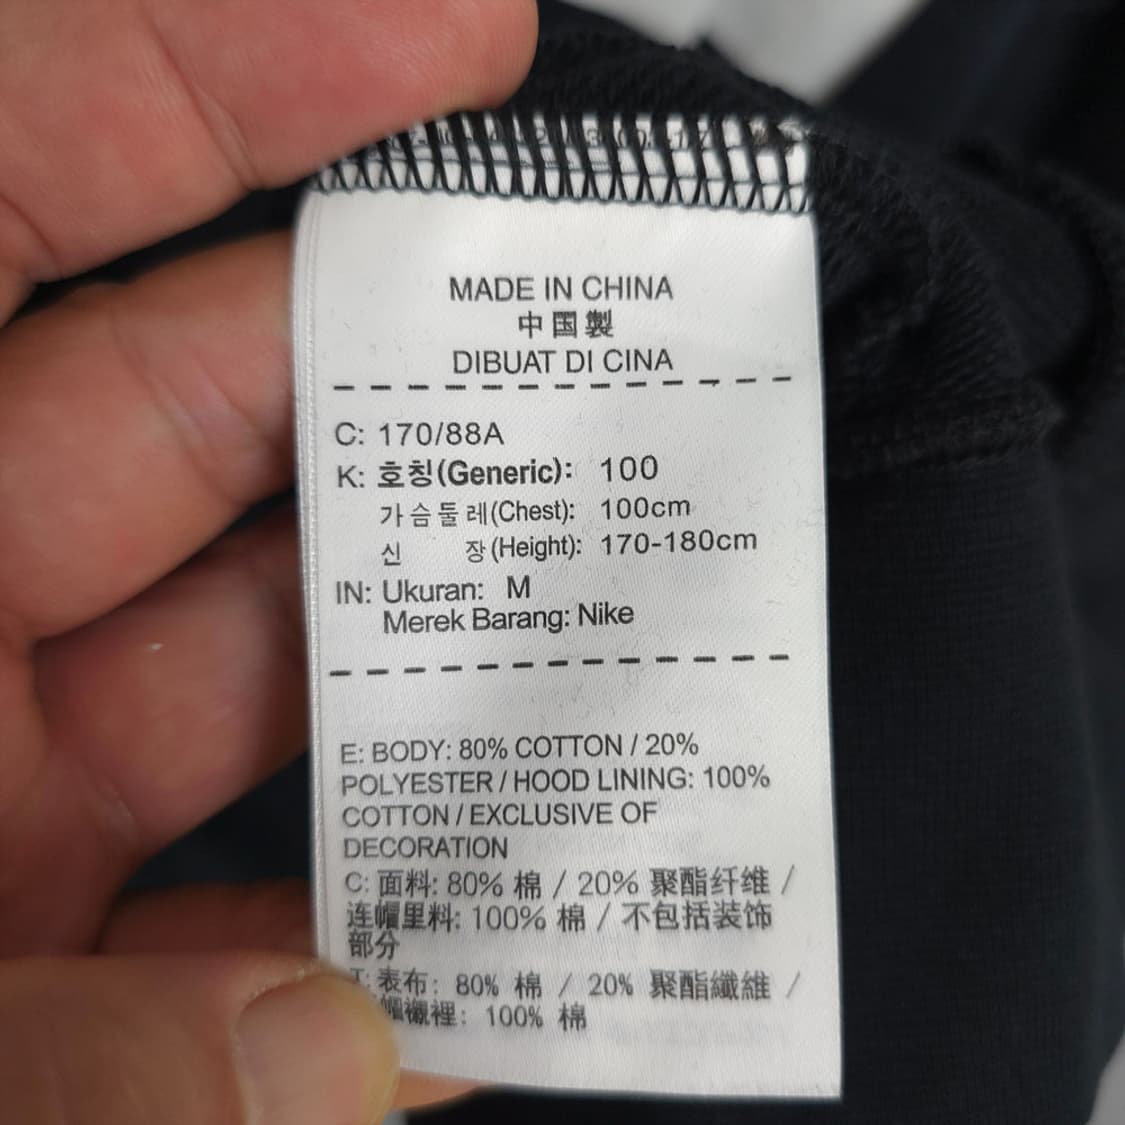 MADE IN CHINA
中国製
DIBUAT DI CINA
C: 170/88A
K: 호칭(Generic): 100
가슴둘레(Chest): 100cm
신 장(Height): 170-180cm
IN: Ukuran: M
Merek Barang: Nike
E: BODY: 80% COTTON / 20%
POLYESTER / HOOD LINING: 100%
COTTON / EXCLUSIVE OF
DECORATION
C: 面料: 80% 棉 / 20% 聚酯纤维 /
连帽里料: 100% 棉 / 不包括装饰
部分
T: 表布: 80% 棉 / 20% 聚酯纖維 /
帽襯裡: 100% 棉